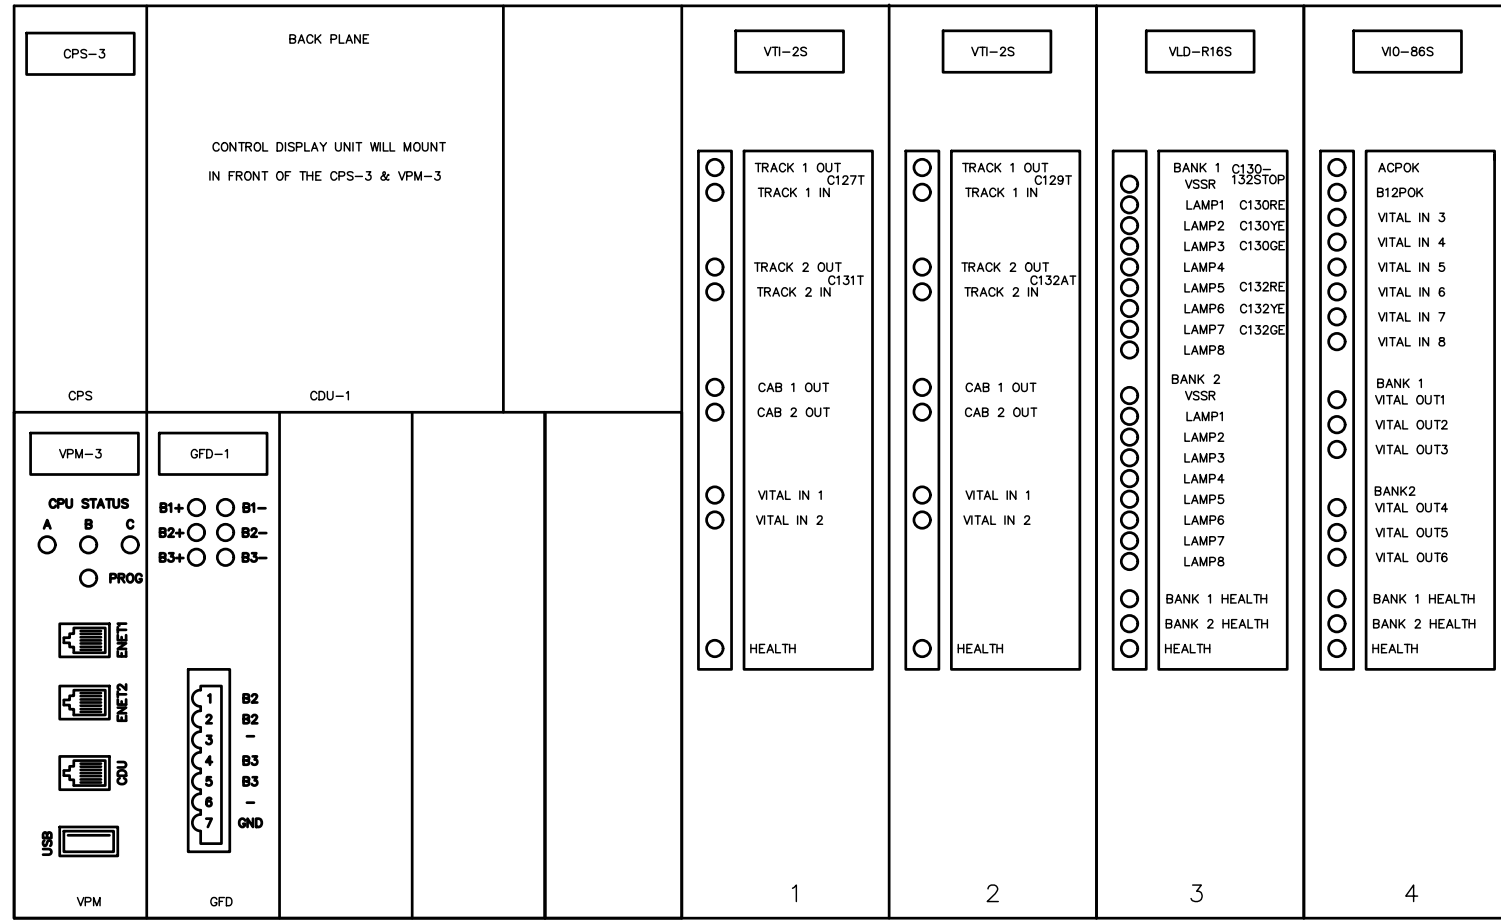 CPS-3
BACK PLANE
CONTROL DISPLAY UNIT WILL MOUNT
IN FRONT OF THE CPS-3 & VPM-3
CPS
CDU-1
VPM-3
CPU STATUS
A B C
PROG
ENET1
ENET2
CDU
USB
VPM
GFD-1
B1+ B1-
B2+ B2-
B3+ B3-
1 B2
2 B2
3 -
4 B3
5 B3
6 -
7 GND
GFD
VTI-2S
TRACK 1 OUT
C127T
TRACK 1 IN
TRACK 2 OUT
C131T
TRACK 2 IN
CAB 1 OUT
CAB 2 OUT
VITAL IN 1
VITAL IN 2
HEALTH
1
VTI-2S
TRACK 1 OUT
C129T
TRACK 1 IN
TRACK 2 OUT
C132AT
TRACK 2 IN
CAB 1 OUT
CAB 2 OUT
VITAL IN 1
VITAL IN 2
HEALTH
2
VLD-R16S
BANK 1 C130-
VSSR 132STOP
LAMP1 C130RE
LAMP2 C130YE
LAMP3 C130GE
LAMP4
LAMP5 C132RE
LAMP6 C132YE
LAMP7 C132GE
LAMP8
BANK 2
VSSR
LAMP1
LAMP2
LAMP3
LAMP4
LAMP5
LAMP6
LAMP7
LAMP8
BANK 1 HEALTH
BANK 2 HEALTH
HEALTH
3
VIO-86S
ACPOK
B12POK
VITAL IN 3
VITAL IN 4
VITAL IN 5
VITAL IN 6
VITAL IN 7
VITAL IN 8
BANK 1
VITAL OUT1
VITAL OUT2
VITAL OUT3
BANK2
VITAL OUT4
VITAL OUT5
VITAL OUT6
BANK 1 HEALTH
BANK 2 HEALTH
HEALTH
4